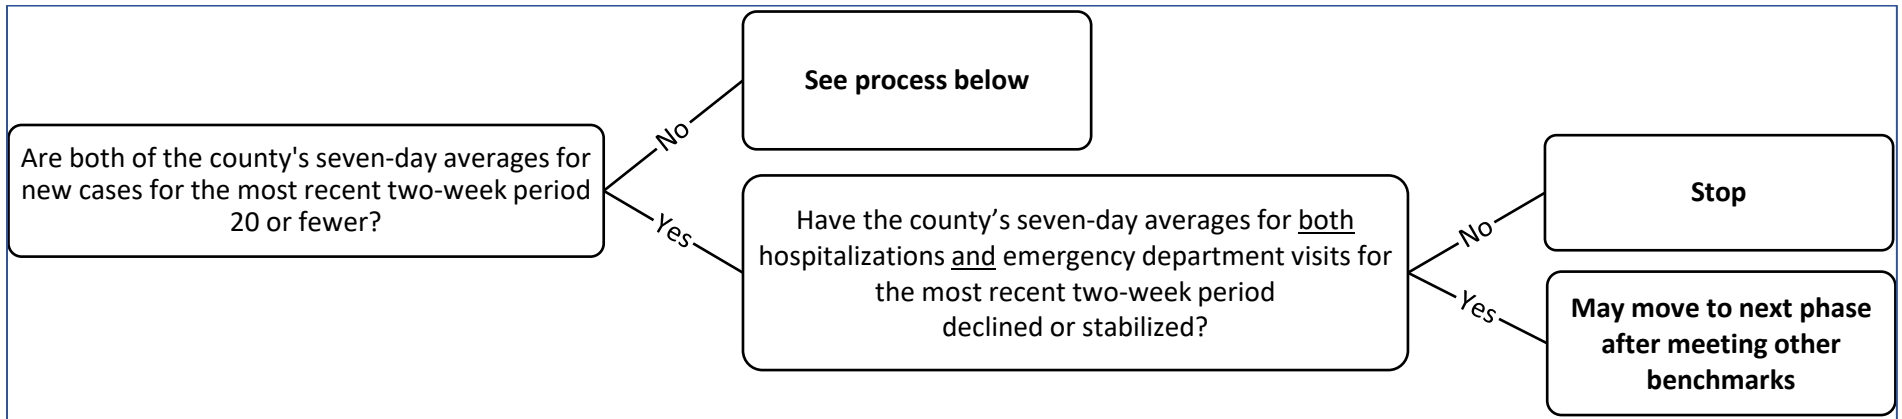 See process below
No
Are both of the county's seven-day averages for
new cases for the most recent two-week period
20 or fewer?
Yes
Have the county’s seven-day averages for both
hospitalizations and emergency department visits for
the most recent two-week period
declined or stabilized?
No
Stop
Yes
May move to next phase
after meeting other
benchmarks